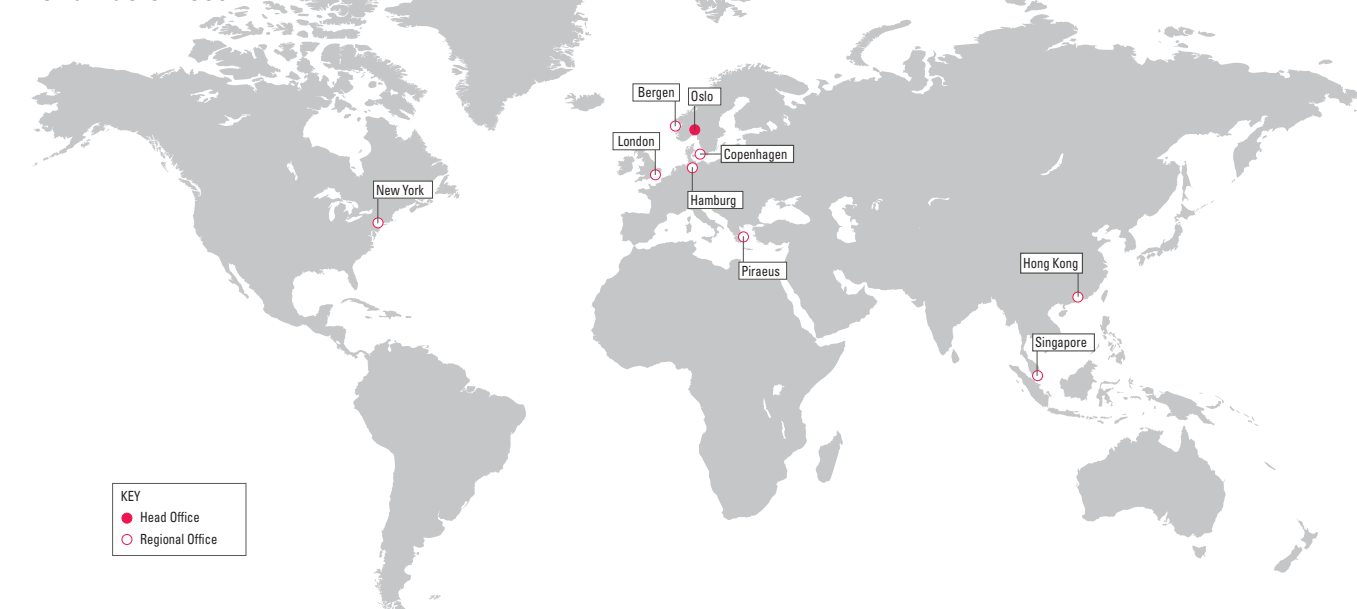 Bergen
Oslo
London
Copenhagen
New York
Hamburg
Hong Kong
Piraeus
Singapore
KEY
Head Office
Regional Office